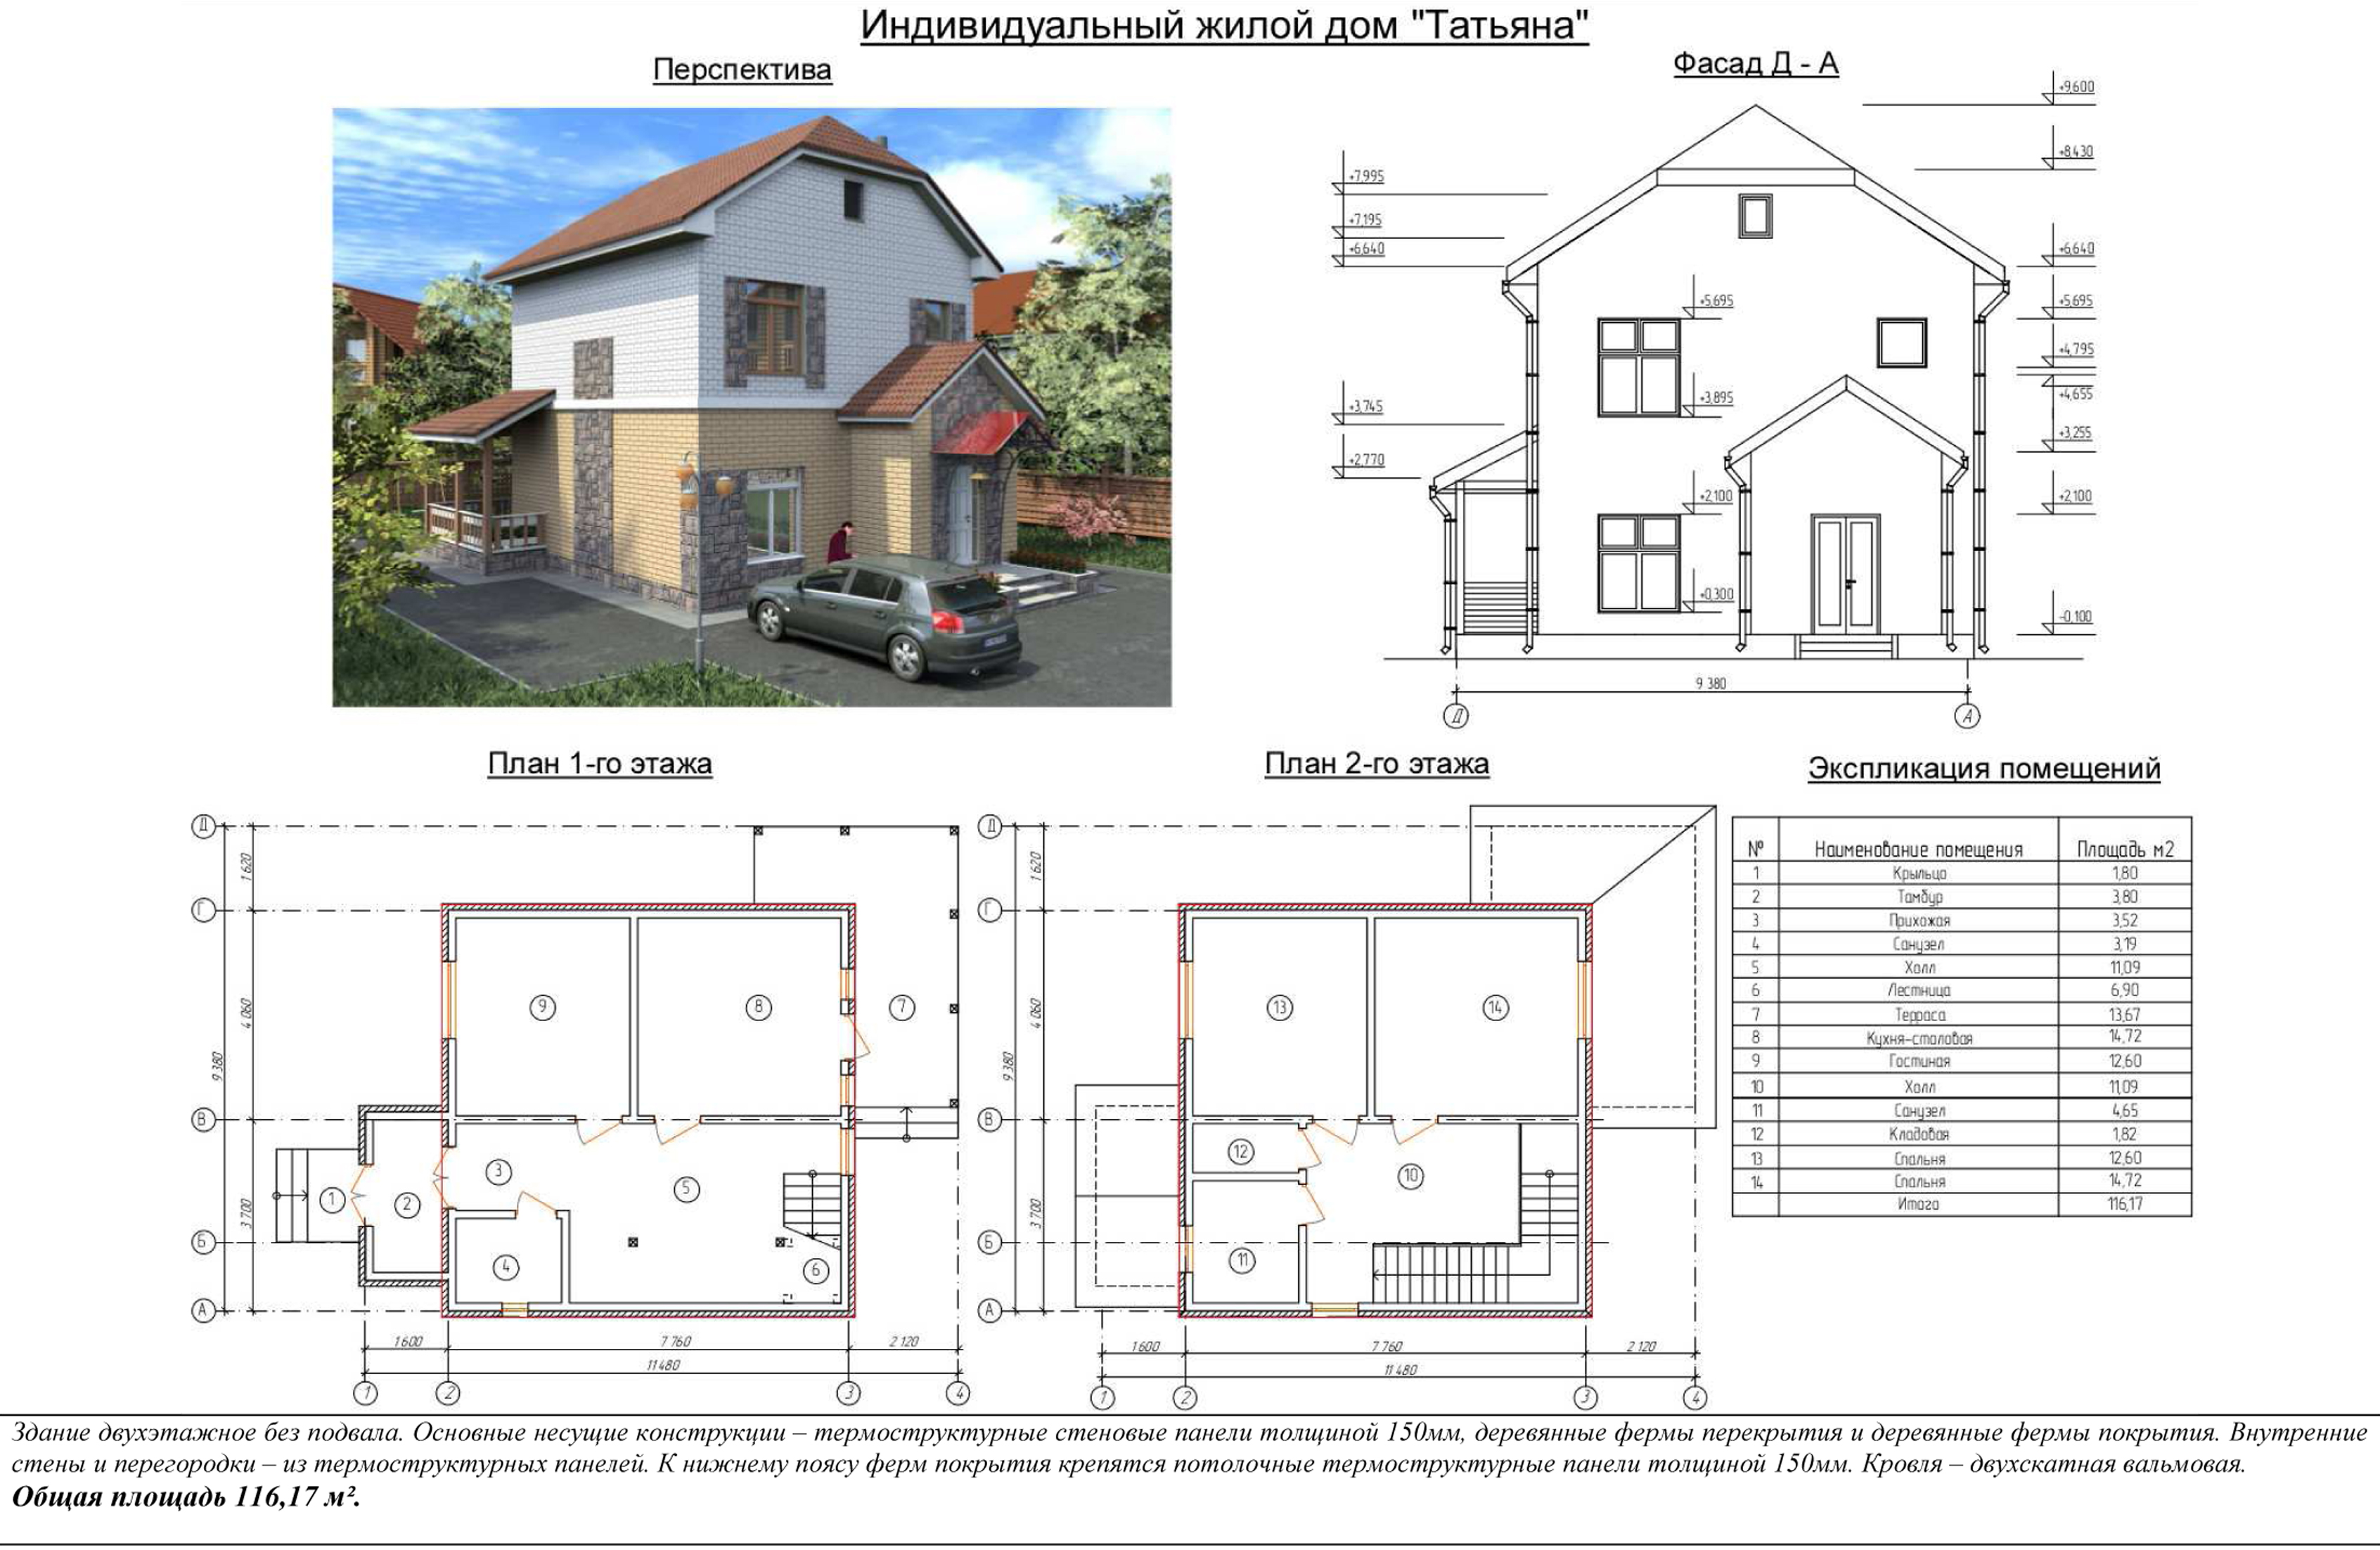 Индивидуальный жилой дом "Татьяна"
Перспектива
Фасад Д - А
+9,600
+8,430
+7,995
+7,195
+6,640
+6,640
+5,695
+5,695
+4,795
+4,655
+3,895
+3,745
+3,255
+2,770
+2,100
+2,100
+0,300
-0,100
9 380
Д
А
План 1-го этажа
Д
Г
В
Б
А
1 620
4 060
9 380
3 700
9
8
7
3
5
1
2
4
6
1 600
7 760
2 120
11 480
1
2
3
4
План 2-го этажа
Д
Г
В
Б
А
1 620
4 060
9 380
3 700
13
14
12
10
11
1 600
7 760
2 120
11 480
1
2
3
4
Экспликация помещений
№ Наименование помещения Площадь м2
1 Крыльцо 1,80
2 Тамбур 3,80
3 Прихожая 3,52
4 Санузел 3,19
5 Холл 11,09
6 Лестница 6,90
7 Терраса 13,67
8 Кухня-столовая 14,72
9 Гостиная 12,60
10 Холл 11,09
11 Санузел 4,65
12 Кладовая 1,82
13 Спальня 12,60
14 Спальня 14,72
Итого 116,17
Здание двухэтажное без подвала. Основные несущие конструкции – термоструктурные стеновые панели толщиной 150мм, деревянные фермы перекрытия и деревянные фермы покрытия. Внутренние
стены и перегородки – из термоструктурных панелей. К нижнему поясу ферм покрытия крепятся потолочные термоструктурные панели толщиной 150мм. Кровля – двухскатная вальмовая.
Общая площадь 116,17 м².